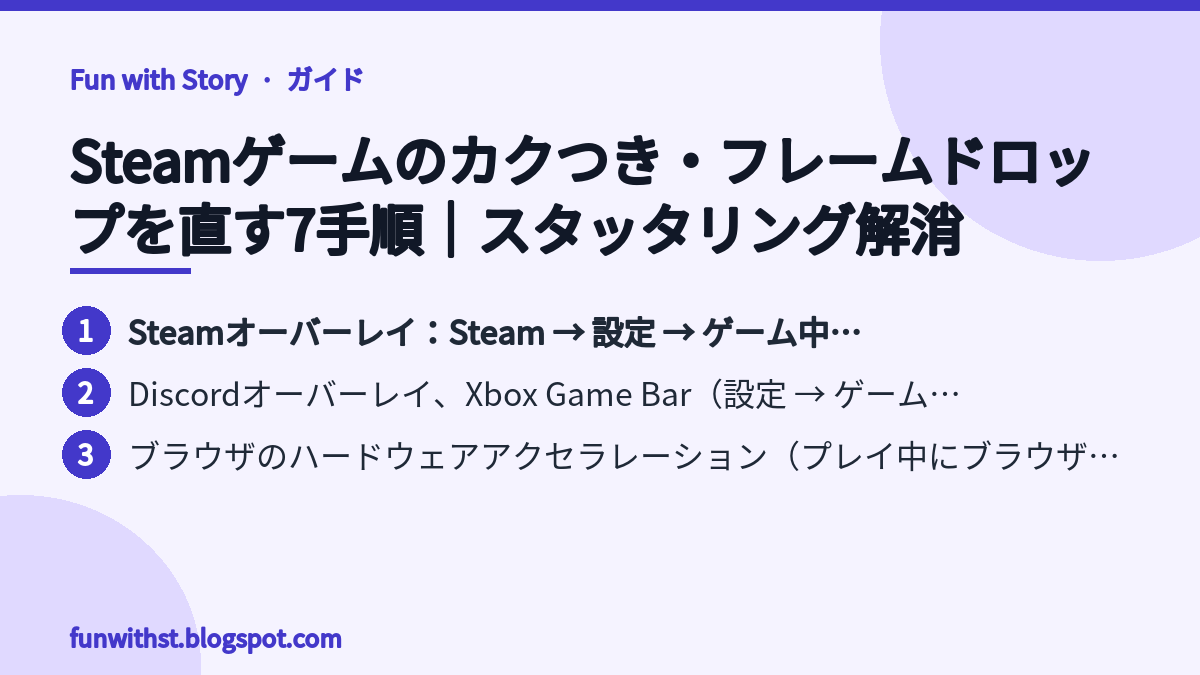 Fun with Story · ガイド
Steamゲームのカクつき・フレームドロッ
プを直す7手順｜スタッタリング解消
1 Steamオーバーレイ：Steam → 設定 → ゲーム中…
2 Discordオーバーレイ、Xbox Game Bar（設定 → ゲーム…
3 ブラウザのハードウェアアクセラレーション（プレイ中にブラウザ…
funwithst.blogspot.com